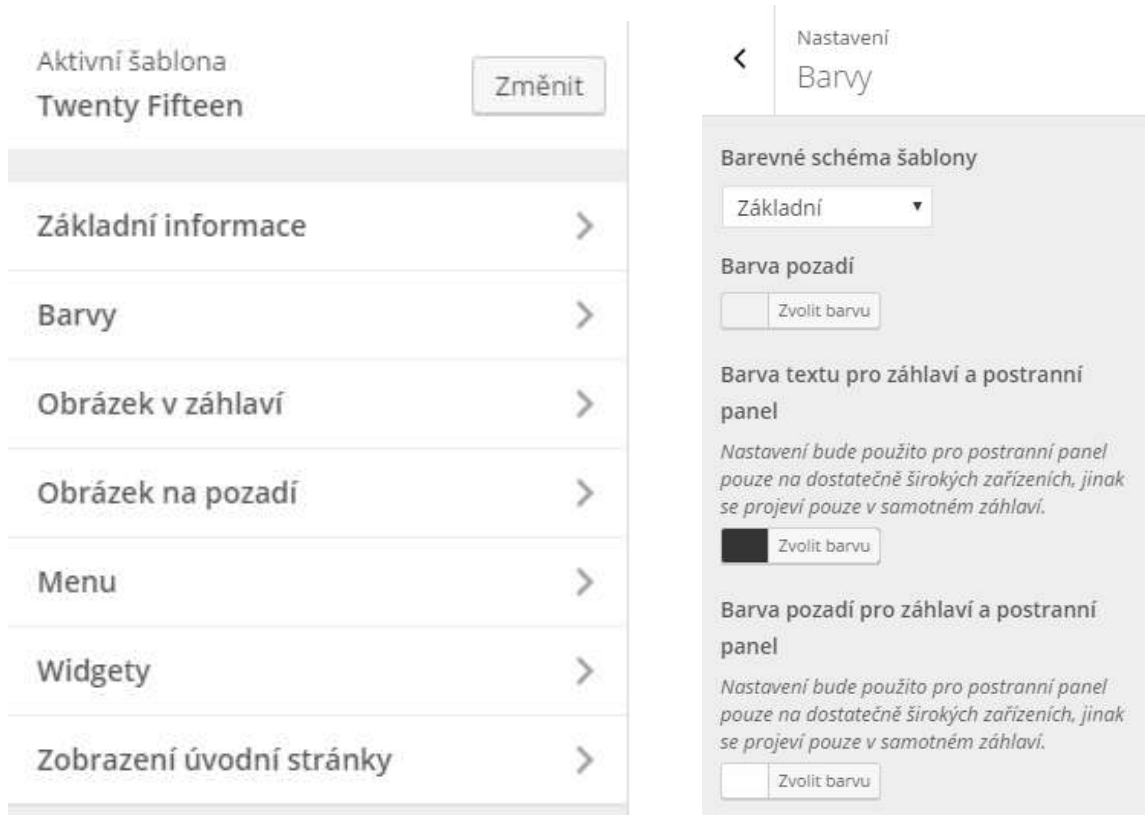 Aktivní šablona
Twenty Fifteen
Změnit
Základní informace
Barvy
Obrázek v záhlaví
Obrázek na pozadí
Menu
Widgety
Zobrazení úvodní stránky
Nastavení
Barvy
Barevné schéma šablony
Základní
Barva pozadí
Zvolit barvu
Barva textu pro záhlaví a postranní
panel
Nastavení bude použito pro postranní panel
pouze na dostatečně širokých zařízeních, jinak
se projeví pouze v samotném záhlaví.
Zvolit barvu
Barva pozadí pro záhlaví a postranní
panel
Nastavení bude použito pro postranní panel
pouze na dostatečně širokých zařízeních, jinak
se projeví pouze v samotném záhlaví.
Zvolit barvu